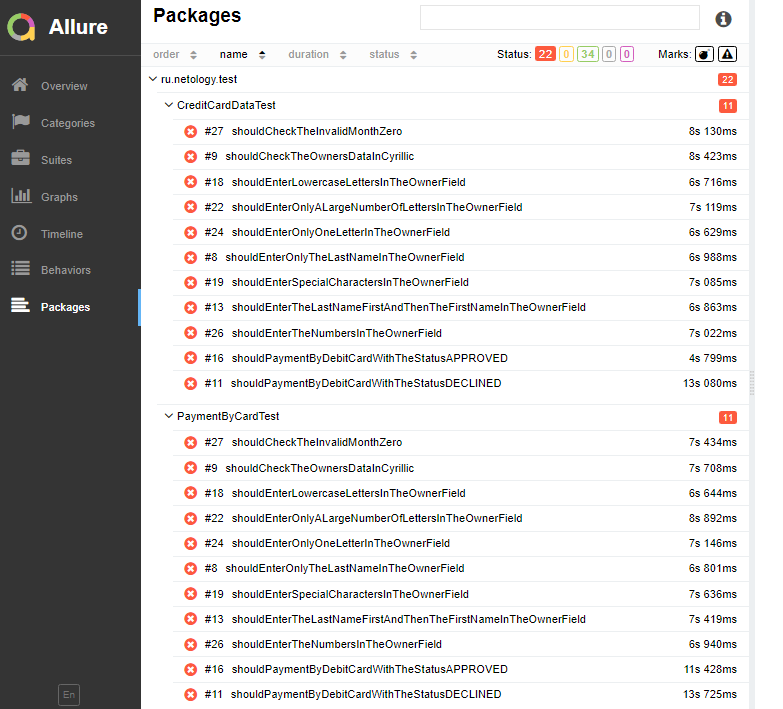 Allure
Overview
Categories
Suites
Graphs
Timeline
Behaviors
Packages
En
Packages
order name duration status Status: 22 0 34 0 0 Marks:
ru.netology.test 22
CreditCardDataTest 11
#27 shouldCheckTheInvalidMonthZero 8s 130ms
#9 shouldCheckTheOwnersDataInCyrillic 8s 423ms
#18 shouldEnterLowercaseLettersInTheOwnerField 6s 716ms
#22 shouldEnterOnlyALargeNumberOfLettersInTheOwnerField 7s 119ms
#24 shouldEnterOnlyOneLetterInTheOwnerField 6s 629ms
#8 shouldEnterOnlyTheLastNameInTheOwnerField 6s 988ms
#19 shouldEnterSpecialCharactersInTheOwnerField 7s 085ms
#13 shouldEnterTheLastNameFirstAndThenTheFirstNameInTheOwnerField 6s 863ms
#26 shouldEnterTheNumbersInTheOwnerField 7s 022ms
#16 shouldPaymentByDebitCardWithTheStatusAPPROVED 4s 799ms
#11 shouldPaymentByDebitCardWithTheStatusDECLINED 13s 080ms
PaymentByCardTest 11
#27 shouldCheckTheInvalidMonthZero 7s 434ms
#9 shouldCheckTheOwnersDataInCyrillic 7s 708ms
#18 shouldEnterLowercaseLettersInTheOwnerField 6s 644ms
#22 shouldEnterOnlyALargeNumberOfLettersInTheOwnerField 8s 892ms
#24 shouldEnterOnlyOneLetterInTheOwnerField 7s 146ms
#8 shouldEnterOnlyTheLastNameInTheOwnerField 6s 801ms
#19 shouldEnterSpecialCharactersInTheOwnerField 7s 636ms
#13 shouldEnterTheLastNameFirstAndThenTheFirstNameInTheOwnerField 7s 419ms
#26 shouldEnterTheNumbersInTheOwnerField 6s 940ms
#16 shouldPaymentByDebitCardWithTheStatusAPPROVED 11s 428ms
#11 shouldPaymentByDebitCardWithTheStatusDECLINED 13s 725ms